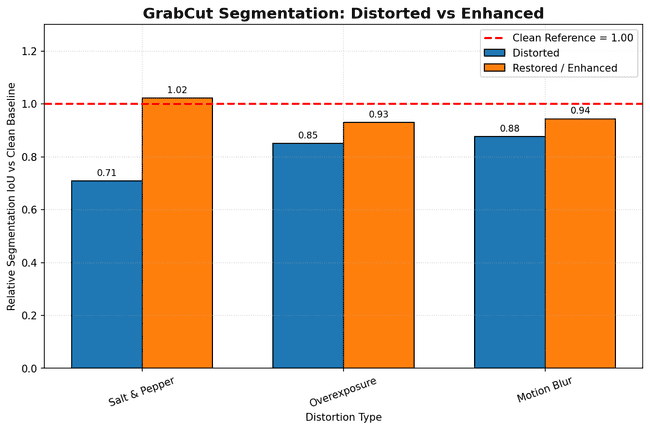 GrabCut Segmentation: Distorted vs Enhanced
Clean Reference = 1.00
Distorted
Restored / Enhanced
Relative Segmentation IoU vs Clean Baseline
1.2
1.0
0.8
0.6
0.4
0.2
0.0
0.71
1.02
0.85
0.93
0.88
0.94
Salt & Pepper
Overexposure
Motion Blur
Distortion Type